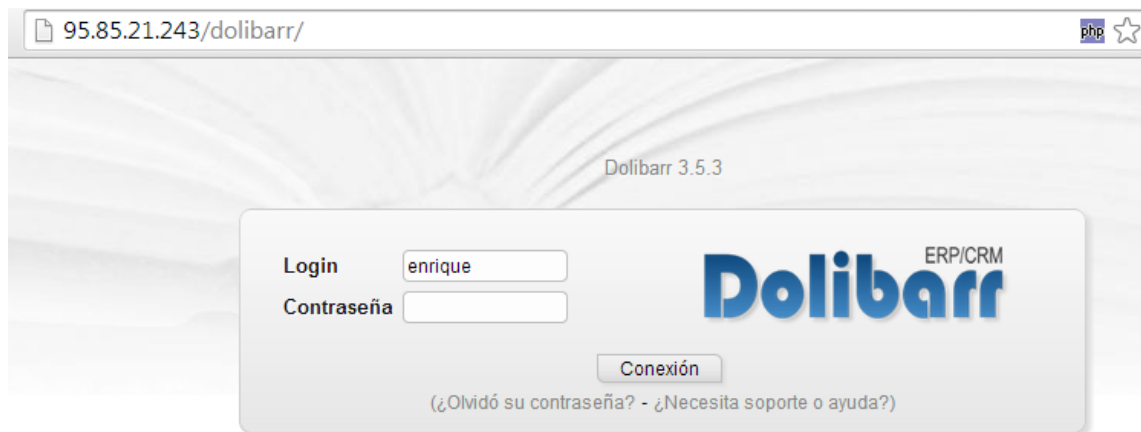 95.85.21.243/dolibarr/ php
Dolibarr 3.5.3
Login enrique
ERP/CRM
Dolibarr
Contraseña
Conexión
(¿Olvidó su contraseña? - ¿Necesita soporte o ayuda?)